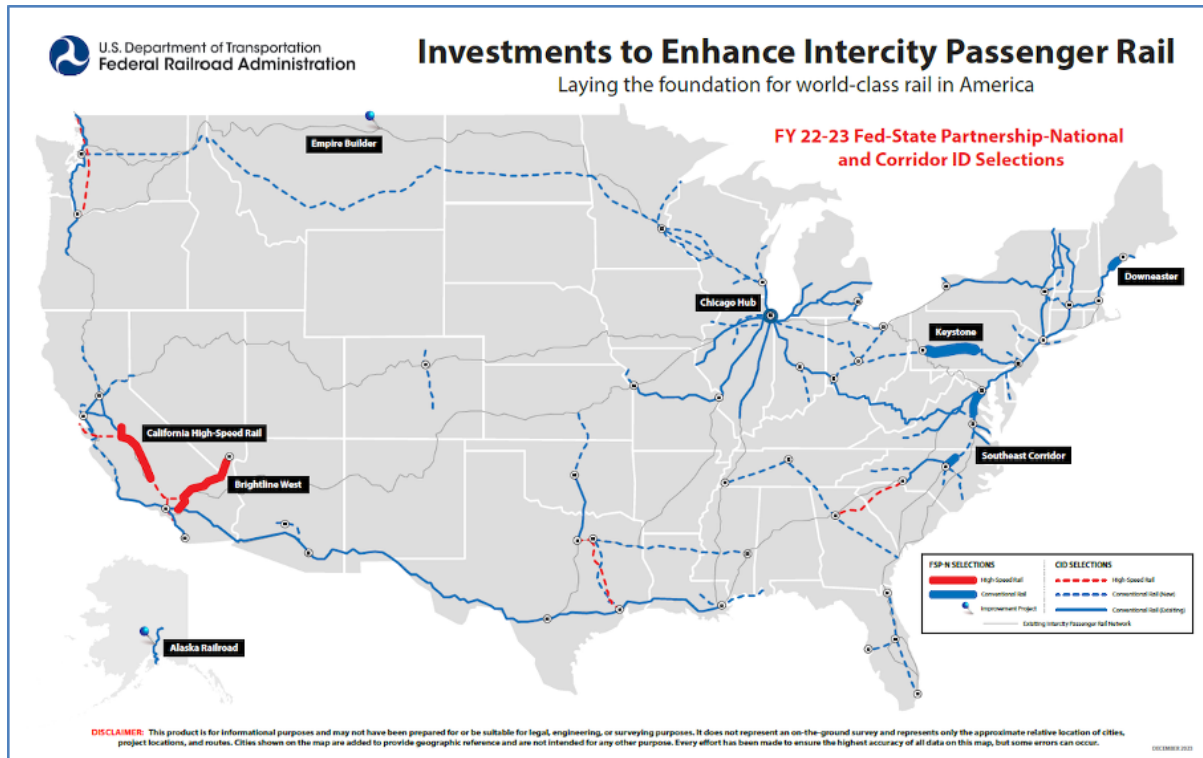 U.S. Department of Transportation
Federal Railroad Administration
Investments to Enhance Intercity Passenger Rail
Laying the foundation for world-class rail in America
FY 22-23 Fed-State Partnership-National
and Corridor ID Selections
Empire Builder
Downeaster
Chicago Hub
Keystone
California High-Speed Rail
Southeast Corridor
Brightline West
Alaska Railroad
FSP-N SELECTIONS
High-Speed Rail
Conventional Rail
Improvement Project
CID SELECTIONS
High-Speed Rail
Conventional Rail (New)
Conventional Rail (Existing)
Existing Intercity Passenger Rail Network
DISCLAIMER: This product is for informational purposes and may not have been prepared for or be suitable for legal, engineering, or surveying purposes. It does not represent an on-the-ground survey and represents only the approximate relative location of cities,
project locations, and routes. Cities shown on the map are added to provide geographic reference and are not intended for any other purpose. Every effort has been made to ensure the highest accuracy of all data on this map, but some errors can occur.
DECEMBER 2023